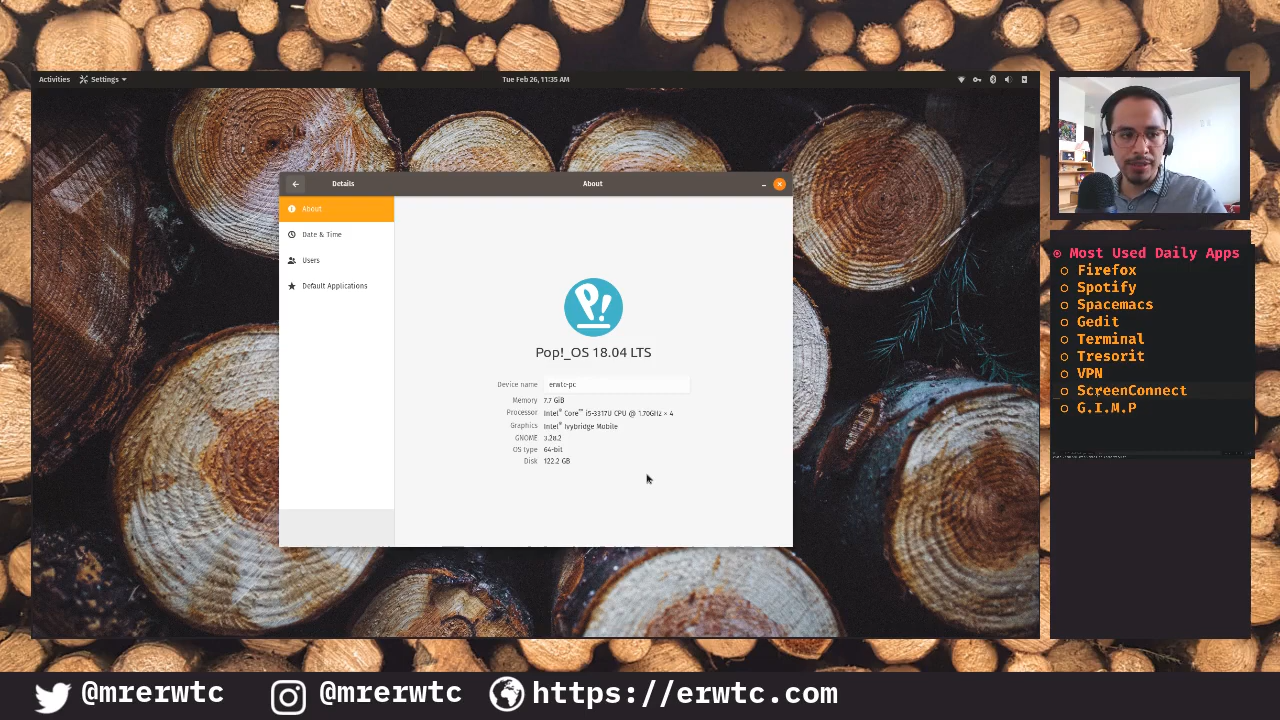 Activities
Settings
Tue Feb 26, 11:35 AM
Details
About
About
Date & Time
Users
Default Applications
P!
Pop!_OS 18.04 LTS
Device name erwtc-pc
Memory 7.7 GiB
Processor Intel® Core™ i5-3317U CPU @ 1.70GHz × 4
Graphics Intel® Ivybridge Mobile
GNOME 3.28.2
OS type 64-bit
Disk 122.2 GB
Most Used Daily Apps
Firefox
Spotify
Spacemacs
Gedit
Terminal
Tresorit
VPN
ScreenConnect
G.I.M.P
@mrerwtc
@mrerwtc
https://erwtc.com